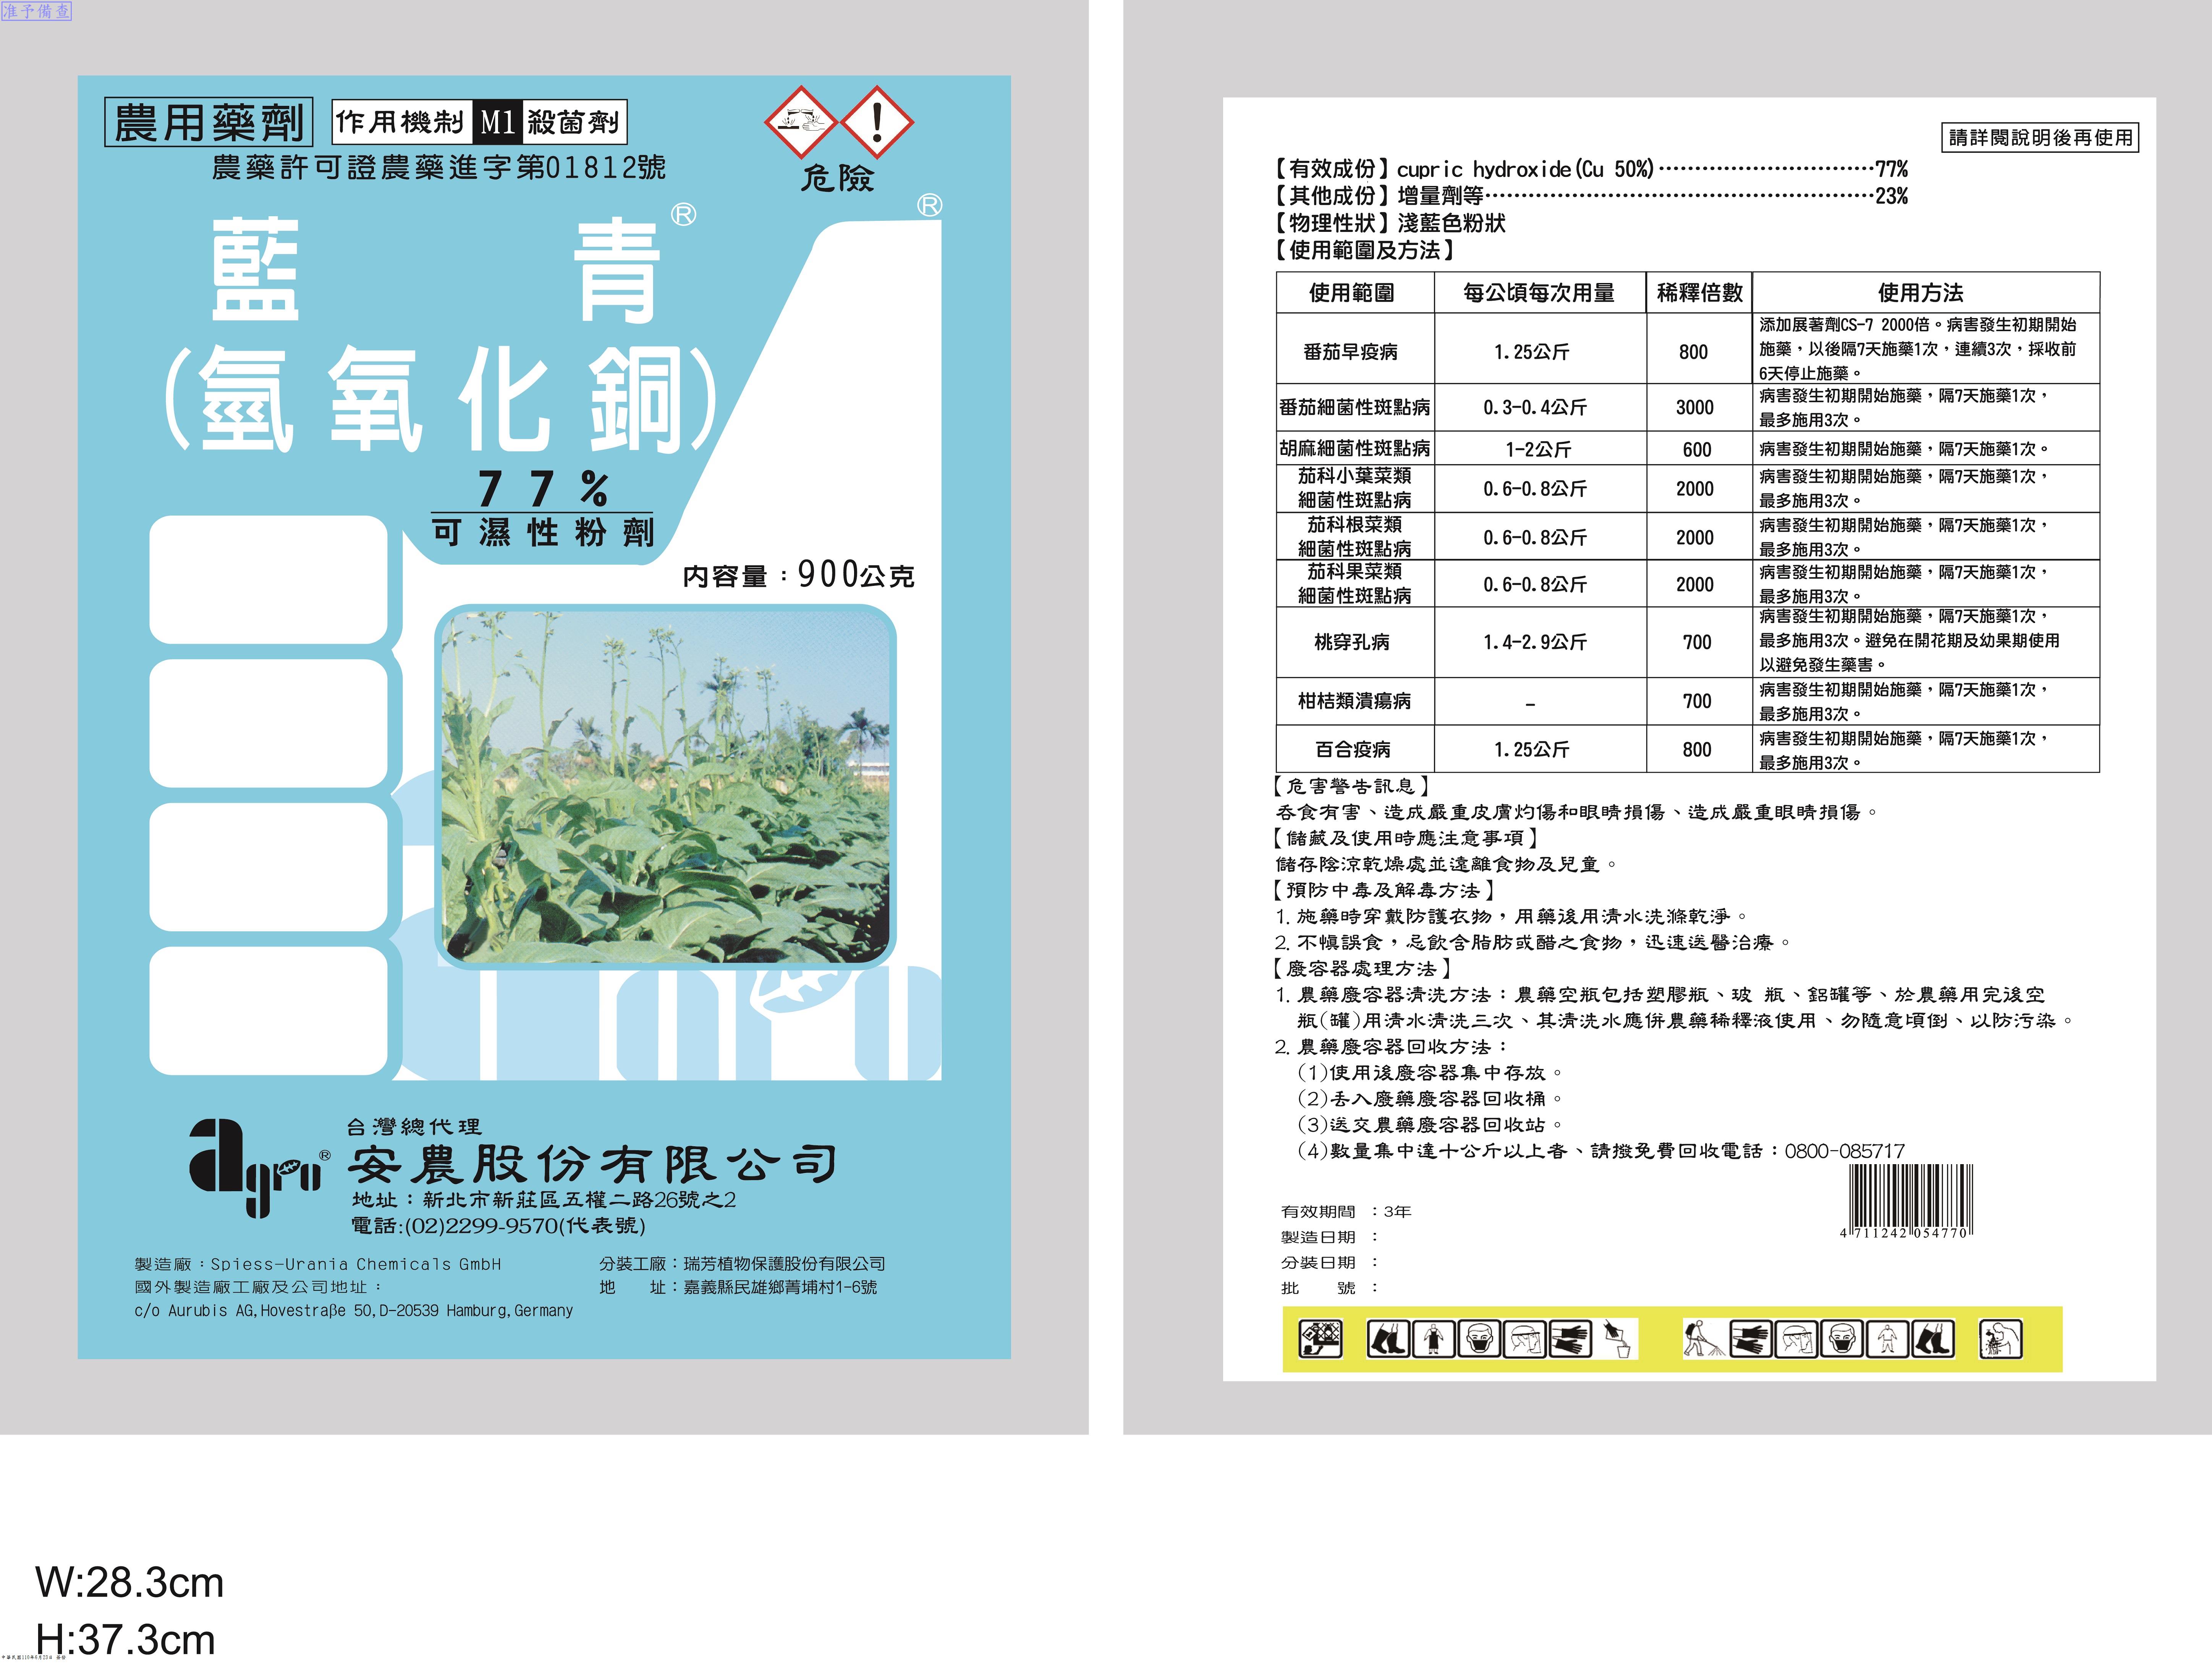 准予備查
農用藥劑
作用機制 M1 殺菌劑
農藥許可證農藥進字第01812號
危險
藍 青®
®
(氫氧化銅)
77%
可濕性粉劑
內容量：900公克
agro®
台灣總代理
安農股份有限公司
地址：新北市新莊區五權二路26號之2
電話:(02)2299-9570(代表號)
製造廠：Spiess-Urania Chemicals GmbH
國外製造廠工廠及公司地址：
c/o Aurubis AG,Hovestraβe 50,D-20539 Hamburg,Germany
分裝工廠：瑞芳植物保護股份有限公司
地　　址：嘉義縣民雄鄉菁埔村1-6號
請詳閱說明後再使用
【有效成份】cupric hydroxide(Cu 50%)……………………………77%
【其他成份】增量劑等……………………………………………………23%
【物理性狀】淺藍色粉狀
【使用範圍及方法】
使用範圍 每公頃每次用量 稀釋倍數 使用方法
番茄早疫病 1.25公斤 800 添加展著劑CS-7 2000倍。病害發生初期開始
施藥，以後隔7天施藥1次，連續3次，採收前
6天停止施藥。
番茄細菌性斑點病 0.3-0.4公斤 3000 病害發生初期開始施藥，隔7天施藥1次，
最多施用3次。
胡麻細菌性斑點病 1-2公斤 600 病害發生初期開始施藥，隔7天施藥1次。
茄科小葉菜類
細菌性斑點病 0.6-0.8公斤 2000 病害發生初期開始施藥，隔7天施藥1次，
最多施用3次。
茄科根菜類
細菌性斑點病 0.6-0.8公斤 2000 病害發生初期開始施藥，隔7天施藥1次，
最多施用3次。
茄科果菜類
細菌性斑點病 0.6-0.8公斤 2000 病害發生初期開始施藥，隔7天施藥1次，
最多施用3次。
桃穿孔病 1.4-2.9公斤 700 病害發生初期開始施藥，隔7天施藥1次，
最多施用3次。避免在開花期及幼果期使用
以避免發生藥害。
柑桔類潰瘍病 – 700 病害發生初期開始施藥，隔7天施藥1次，
最多施用3次。
百合疫病 1.25公斤 800 病害發生初期開始施藥，隔7天施藥1次，
最多施用3次。
【危害警告訊息】
吞食有害、造成嚴重皮膚灼傷和眼睛損傷、造成嚴重眼睛損傷。
【儲藏及使用時應注意事項】
儲存陰涼乾燥處並遠離食物及兒童。
【預防中毒及解毒方法】
1. 施藥時穿戴防護衣物，用藥後用清水洗滌乾淨。
2. 不慎誤食，忌飲含脂肪或醋之食物，迅速送醫治療。
【廢容器處理方法】
1. 農藥廢容器清洗方法：農藥空瓶包括塑膠瓶、玻 瓶、鋁罐等、於農藥用完後空
瓶(罐)用清水清洗三次、其清洗水應併農藥稀釋液使用、勿隨意頃倒、以防污染。
2. 農藥廢容器回收方法：
(1)使用後廢容器集中存放。
(2)丟入廢藥廢容器回收桶。
(3)送交農藥廢容器回收站。
(4)數量集中達十公斤以上者、請撥免費回收電話：0800-085717
4 711242 054770
有效期間 ：3年
製造日期 ：
分裝日期 ：
批　　號 ：
W:28.3cm
H:37.3cm